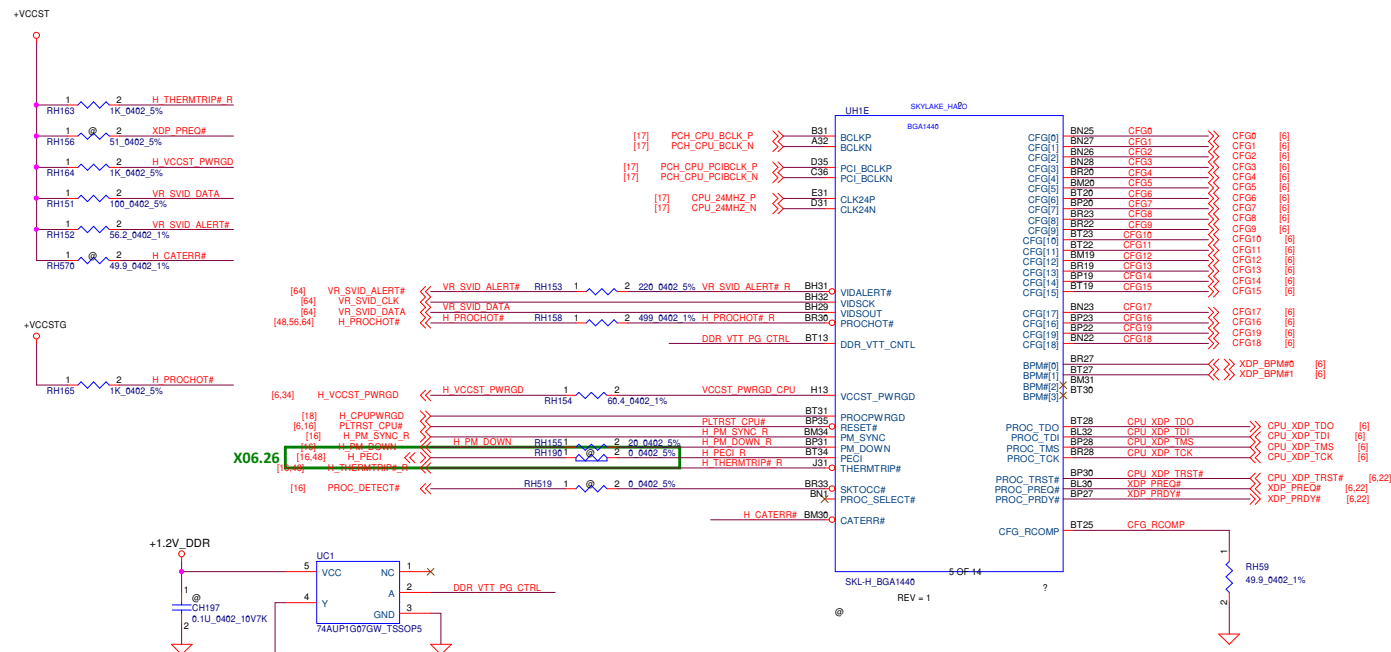 +VCCST
1 2 H_THERMTRIP#_R
RH163 1K_0402_5%
1 @ 2 XDP_PREQ#
RH156 51_0402_5%
1 2 H_VCCST_PWRGD
RH164 1K_0402_5%
1 2 VR_SVID_DATA
RH151 100_0402_5%
1 2 VR_SVID_ALERT#
RH152 56.2_0402_1%
1 @ 2 H_CATERR#
RH570 49.9_0402_1%
+VCCSTG
1 2 H_PROCHOT#
RH165 1K_0402_5%
UH1E SKYLAKE_HALO
?
BGA1440
[17] PCH_CPU_BCLK_P B31 BCLKP
[17] PCH_CPU_BCLK_N A32 BCLKN
[17] PCH_CPU_PCIBCLK_P D35 PCI_BCLKP
[17] PCH_CPU_PCIBCLK_N C36 PCI_BCLKN
[17] CPU_24MHZ_P E31 CLK24P
[17] CPU_24MHZ_N D31 CLK24N
[64] VR_SVID_ALERT# VR_SVID_ALERT# RH153 1 2 220_0402_5% VR_SVID_ALERT#_R BH31 VIDALERT#
[64] VR_SVID_CLK BH32 VIDSCK
[64] VR_SVID_DATA VR_SVID_DATA BH29 VIDSOUT
[48,56,64] H_PROCHOT# H_PROCHOT# RH158 1 2 499_0402_1% H_PROCHOT#_R BR30 PROCHOT#
DDR_VTT_PG_CTRL BT13 DDR_VTT_CNTL
[6,34] H_VCCST_PWRGD H_VCCST_PWRGD 1 2 VCCST_PWRGD_CPU H13 VCCST_PWRGD
RH154 60.4_0402_1%
[18] H_CPUPWRGD BT31 PROCPWRGD
[6,16] PLTRST_CPU# PLTRST_CPU# BP35 RESET#
[16] H_PM_SYNC_R H_PM_SYNC_R BM34 PM_SYNC
[16] H_PM_DOWN H_PM_DOWN RH155 1 2 20_0402_5% H_PM_DOWN_R BP31 PM_DOWN
X06.26 [16,48] H_PECI RH190 1 @ 2 0_0402_5% H_PECI_R BT34 PECI
H_THERMTRIP#_R H_THERMTRIP#_R J31 THERMTRIP#
[16] PROC_DETECT# RH519 1 @ 2 0_0402_5% BR33 SKTOCC#
BN1 PROC_SELECT#
H_CATERR# BM30 CATERR#
CFG[0] BN25 CFG0 CFG0 [6]
CFG[1] BN27 CFG1 CFG1 [6]
CFG[2] BN26 CFG2 CFG2 [6]
CFG[3] BN28 CFG3 CFG3 [6]
CFG[4] BR20 CFG4 CFG4 [6]
CFG[5] BM20 CFG5 CFG5 [6]
CFG[6] BT20 CFG6 CFG6 [6]
CFG[7] BP20 CFG7 CFG7 [6]
CFG[8] BR23 CFG8 CFG8 [6]
CFG[9] BR22 CFG9 CFG9 [6]
CFG[10] BT23 CFG10 CFG10 [6]
CFG[11] BT22 CFG11 CFG11 [6]
CFG[12] BM19 CFG12 CFG12 [6]
CFG[13] BR19 CFG13 CFG13 [6]
CFG[14] BP19 CFG14 CFG14 [6]
CFG[15] BT19 CFG15 CFG15 [6]
CFG[17] BN23 CFG17 CFG17 [6]
CFG[16] BP23 CFG16 CFG16 [6]
CFG[19] BP22 CFG19 CFG19 [6]
CFG[18] BN22 CFG18 CFG18 [6]
BPM#[0] BR27 XDP_BPM#0 [6]
BPM#[1] BT27 XDP_BPM#1 [6]
BPM#[2] BM31
BPM#[3] BT30
PROC_TDO BT28 CPU_XDP_TDO CPU_XDP_TDO [6]
PROC_TDI BL32 CPU_XDP_TDI CPU_XDP_TDI [6]
PROC_TMS BP28 CPU_XDP_TMS CPU_XDP_TMS [6]
PROC_TCK BR28 CPU_XDP_TCK CPU_XDP_TCK [6]
PROC_TRST# BP30 CPU_XDP_TRST# CPU_XDP_TRST# [6,22]
PROC_PREQ# BL30 XDP_PREQ# XDP_PREQ# [6,22]
PROC_PRDY# BP27 XDP_PRDY# XDP_PRDY# [6,22]
CFG_RCOMP BT25 CFG_RCOMP
1
RH59
49.9_0402_1%
2
5 OF 14
SKL-H_BGA1440
?
REV = 1
@
+1.2V_DDR
UC1
5 VCC NC 1
A 2 DDR_VTT_PG_CTRL
4 Y
GND 3
74AUP1G07GW_TSSOP5
1 @
CH197
0.1U_0402_10V7K
2